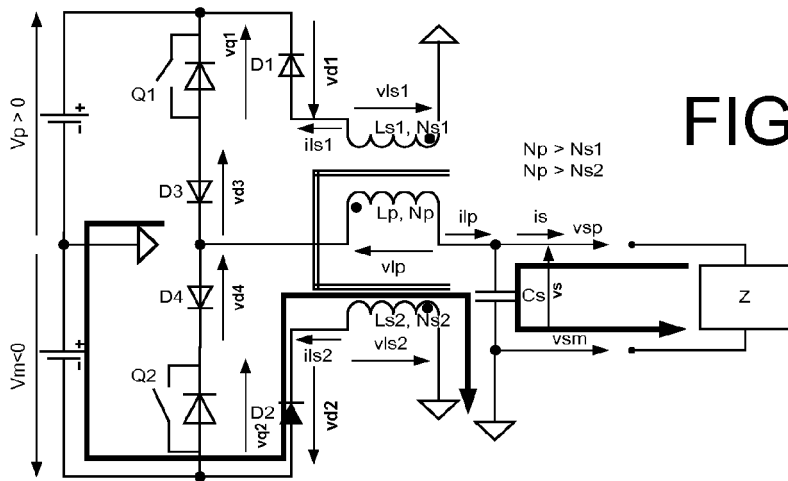 Vp > 0
+
-
Q1
vq1
D1
vd1
vls1
ils1
Ls1, Ns1
FIG
Np > Ns1
Np > Ns2
D3
vd3
Lp, Np
ilp
is
vsp
vlp
D4
vd4
Cs
vs
Z
Ls2, Ns2
vsm
ils2
vls2
Vm<0
+
-
Q2
vq2
D2
vd2